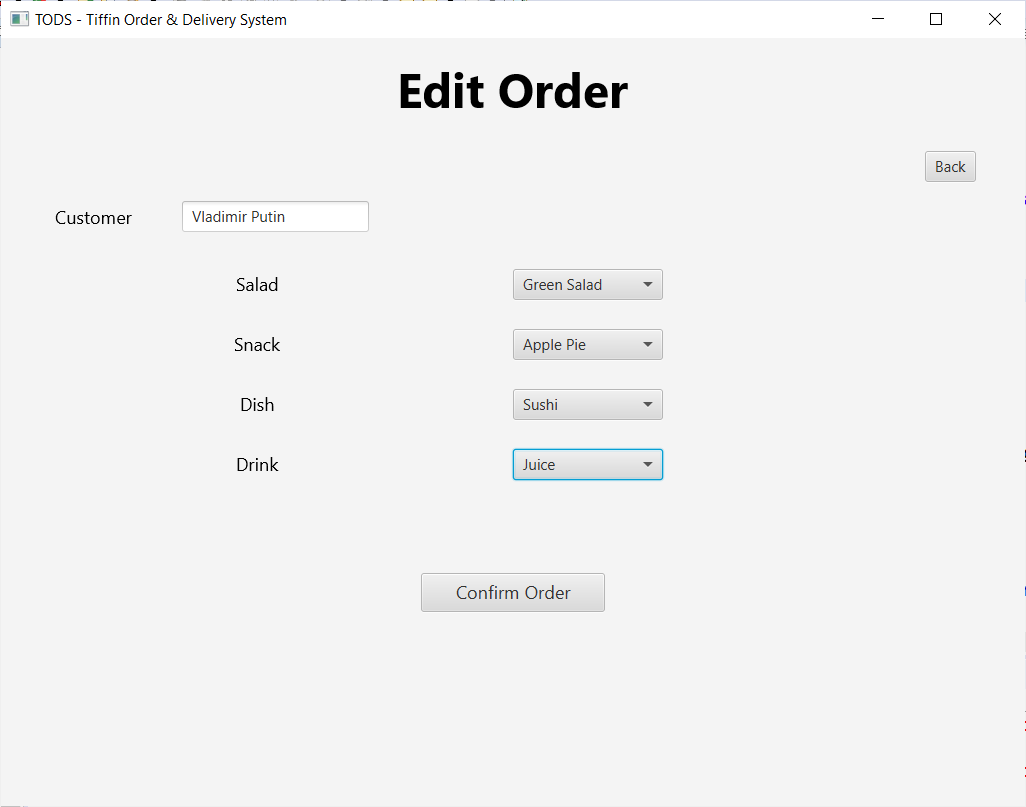 TODS - Tiffin Order & Delivery System
Edit Order
Back
Customer Vladimir Putin
Salad Green Salad
Snack Apple Pie
Dish Sushi
Drink Juice
Confirm Order